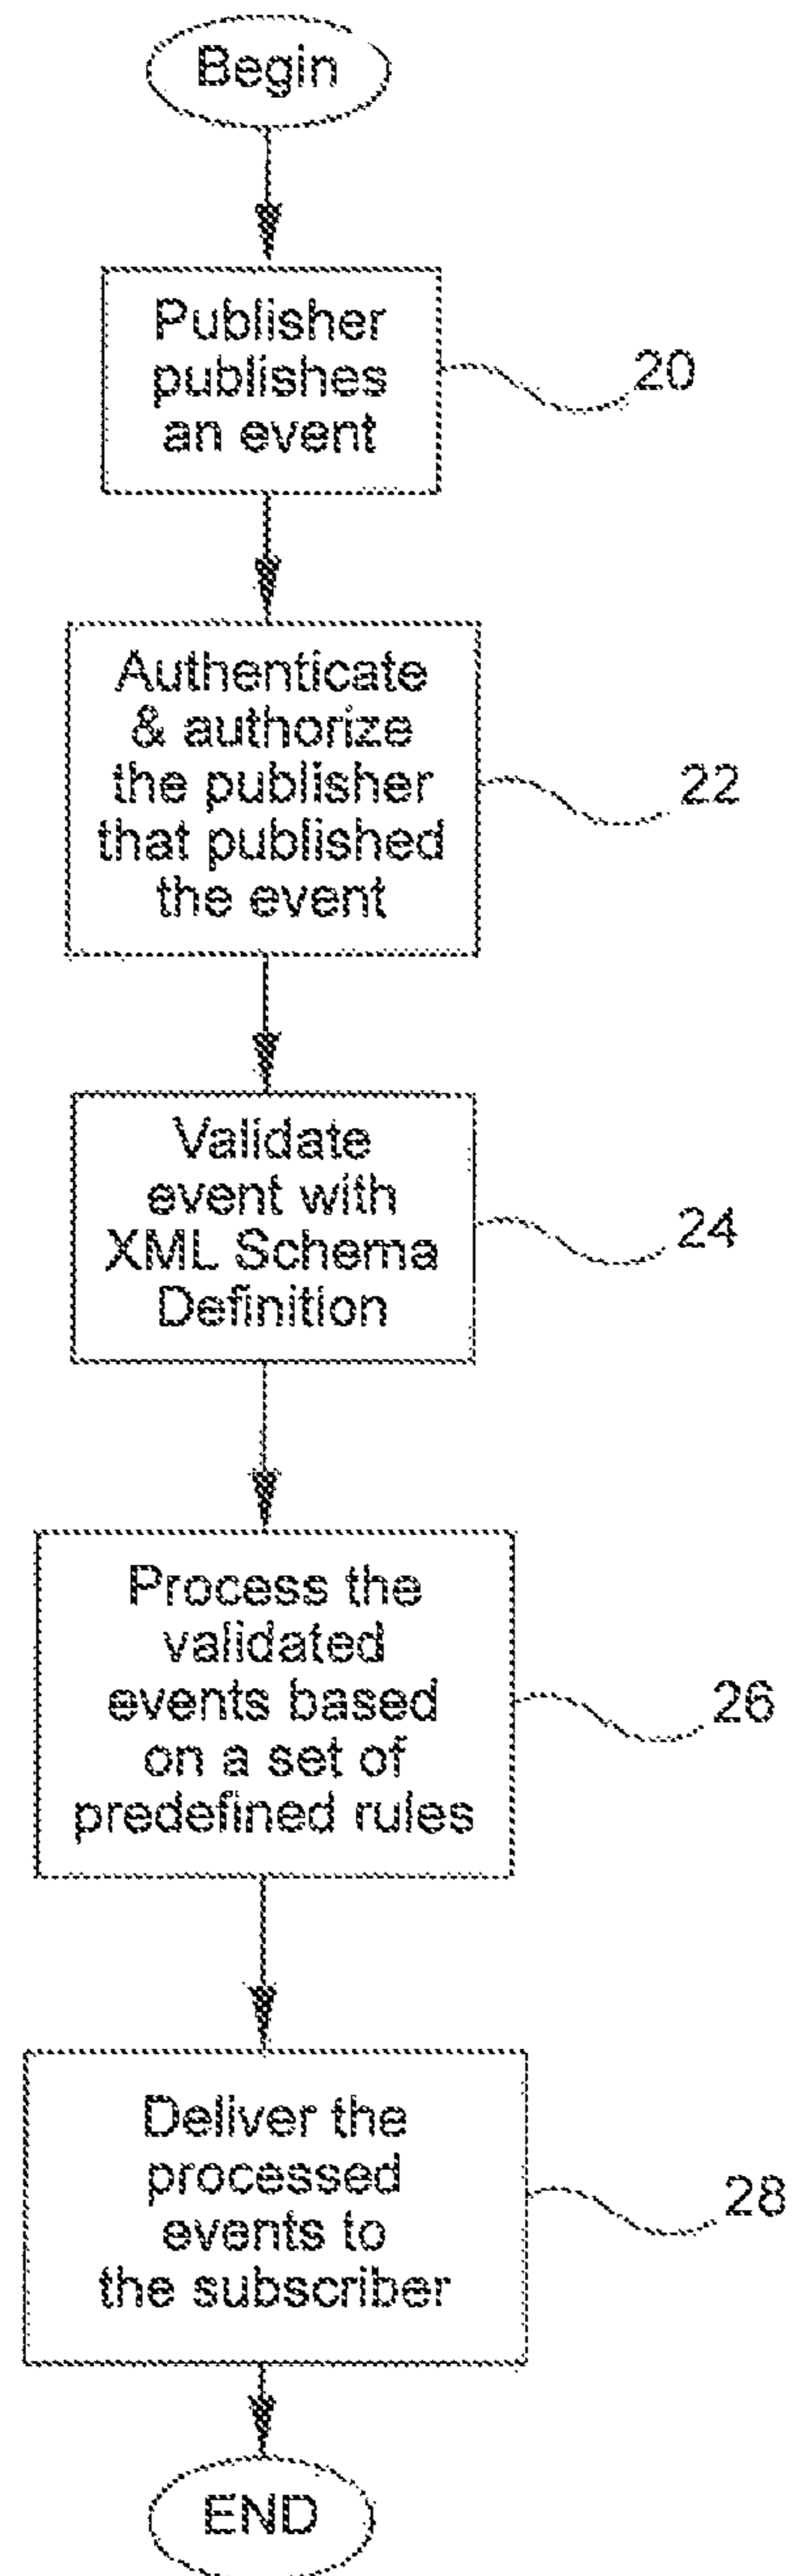 Begin
Publisher
publishes
an event
20
Authenticate
& authorize
the publisher
that published
the event
22
Validate
event with
XML Schema
Definition
24
Process the
validated
events based
on a set of
predefined rules
26
Deliver the
processed
events to
the subscriber
28
END